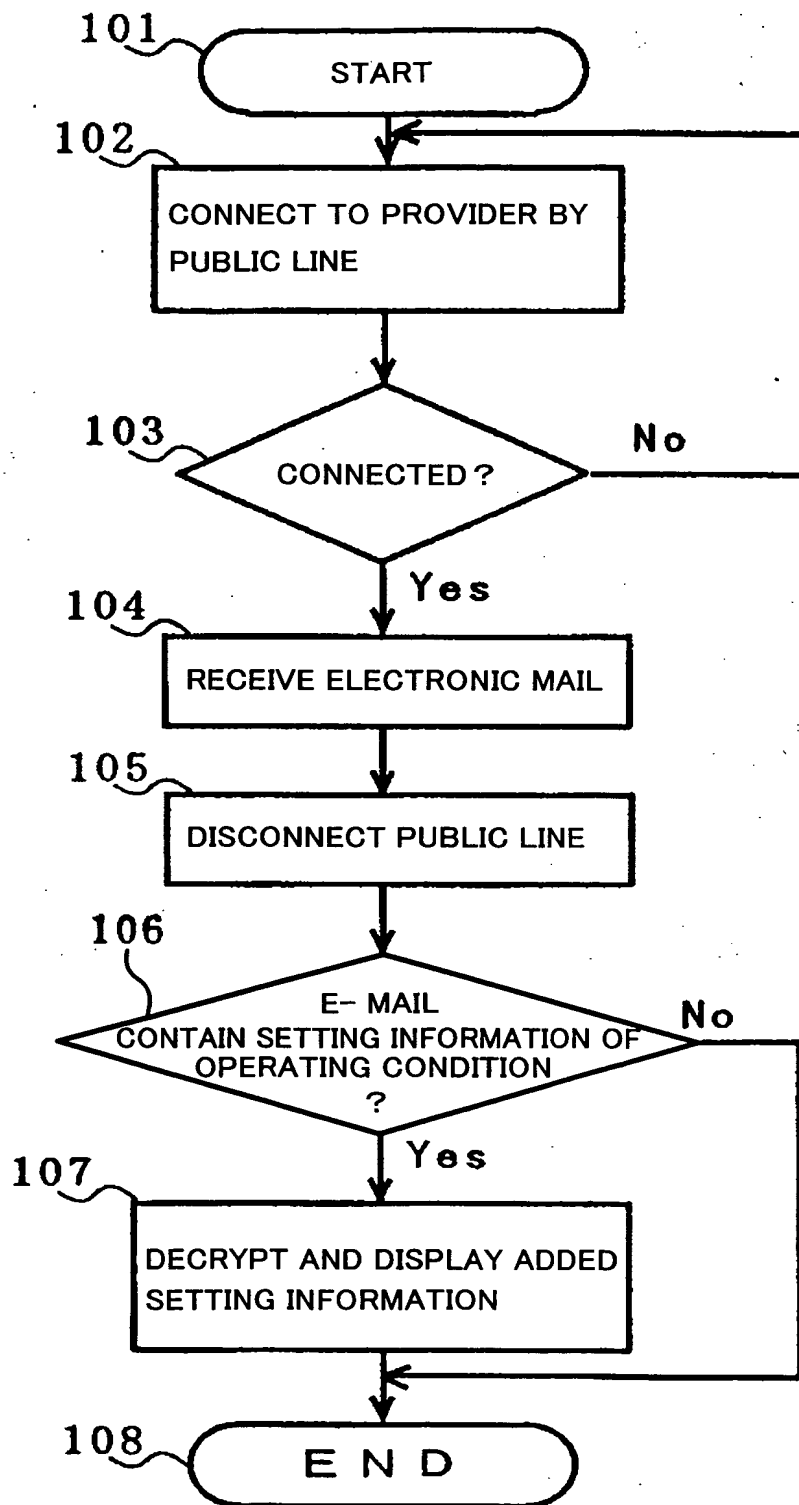 101
START
102
CONNECT TO PROVIDER BY
PUBLIC LINE
103
CONNECTED?
No
Yes
104
RECEIVE ELECTRONIC MAIL
105
DISCONNECT PUBLIC LINE
106
E-MAIL
CONTAIN SETTING INFORMATION OF
OPERATING CONDITION
?
No
Yes
107
DECRYPT AND DISPLAY ADDED
SETTING INFORMATION
108
END